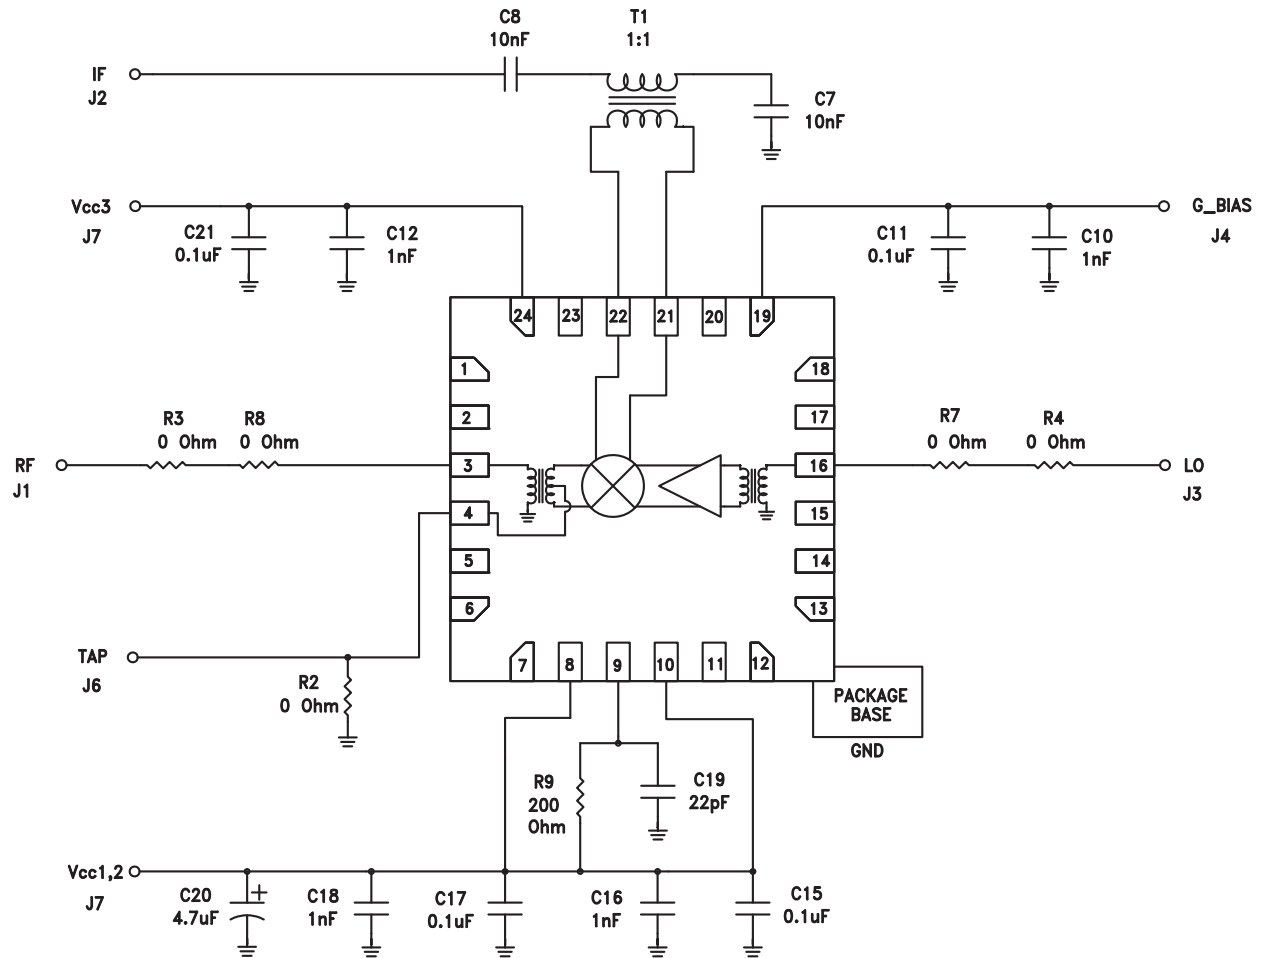 C8
10nF
T1
1:1
IF
J2
C7
10nF
Vcc3
J7
C21
0.1uF
C12
1nF
C11
0.1uF
C10
1nF
G_BIAS
J4
24
23
22
21
20
19
1
2
3
4
5
6
18
17
16
15
14
13
7
8
9
10
11
12
RF
J1
R3
0 Ohm
R8
0 Ohm
R7
0 Ohm
R4
0 Ohm
LO
J3
TAP
J6
R2
0 Ohm
PACKAGE
BASE
GND
R9
200
Ohm
C19
22pF
Vcc1,2
J7
C20
4.7uF
+
C18
1nF
C17
0.1uF
C16
1nF
C15
0.1uF